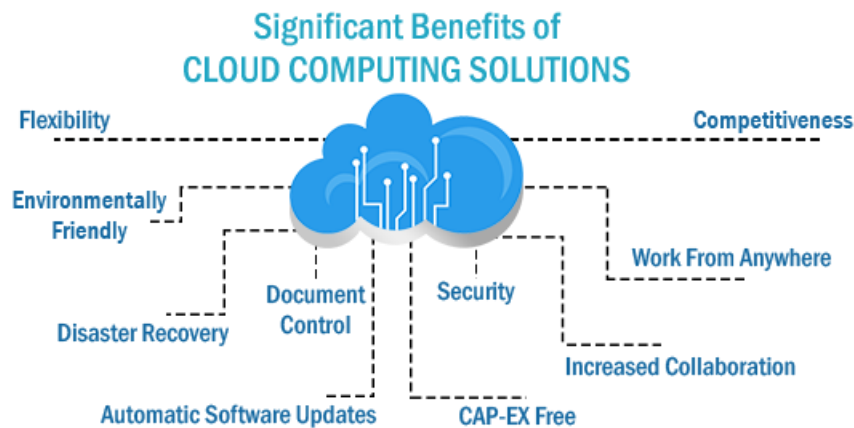 Significant Benefits of
CLOUD COMPUTING SOLUTIONS
Flexibility
Competitiveness
Environmentally
Friendly
Work From Anywhere
Document
Control
Security
Disaster Recovery
Increased Collaboration
Automatic Software Updates
CAP-EX Free